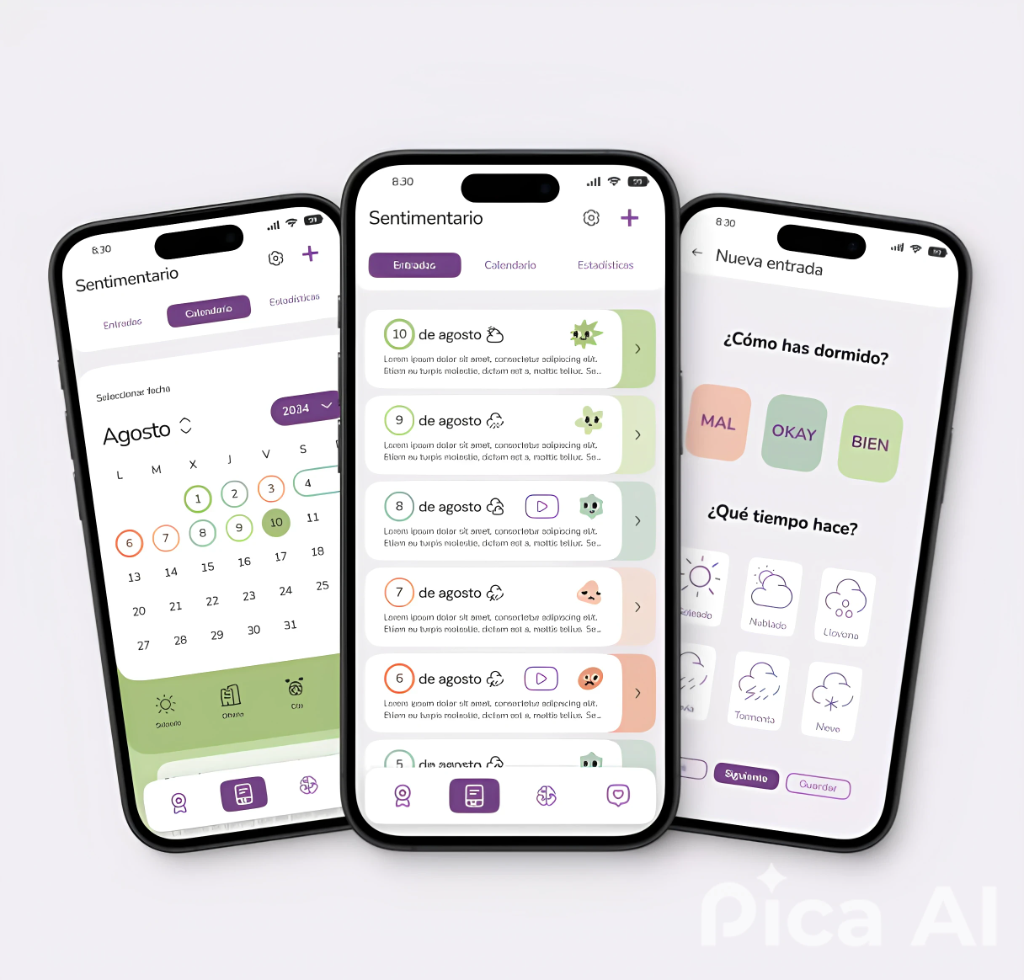 8:30
Sentimentario
Entradas
Calendario
Estadísticas
Seleccionar fecha
Agosto
2034
L M X J V S
1 2 3 4
6 7 8 9 10 11
13 14 15 16 17 18
20 21 22 23 24 25
27 28 29 30 31
Soleado
8:30
Sentimentario
Entradas
Calendario
Estadísticas
10 de agosto
Lorem ipsum dolor sit amet, consectetur adipiscing elit.
Etiam eu turpis molestie, dictum est a, mattis tellus. Se...
9 de agosto
Lorem ipsum dolor sit amet, consectetur adipiscing elit.
Etiam eu turpis molestie, dictum est a, mattis tellus. Se...
8 de agosto
Lorem ipsum dolor sit amet, consectetur adipiscing elit.
Etiam eu turpis molestie, dictum est a, mattis tellus. Se...
7 de agosto
Lorem ipsum dolor sit amet, consectetur adipiscing elit.
Etiam eu turpis molestie, dictum est a, mattis tellus. Se...
6 de agosto
Lorem ipsum dolor sit amet, consectetur adipiscing elit.
Etiam eu turpis molestie, dictum est a, mattis tellus. Se...
5 de agosto
8:30
Nueva entrada
¿Cómo has dormido?
MAL
OKAY
BIEN
¿Qué tiempo hace?
Soleado
Nublado
Llovizna
Tormenta
Nieve
Siguiente
Guardar
Pica AI